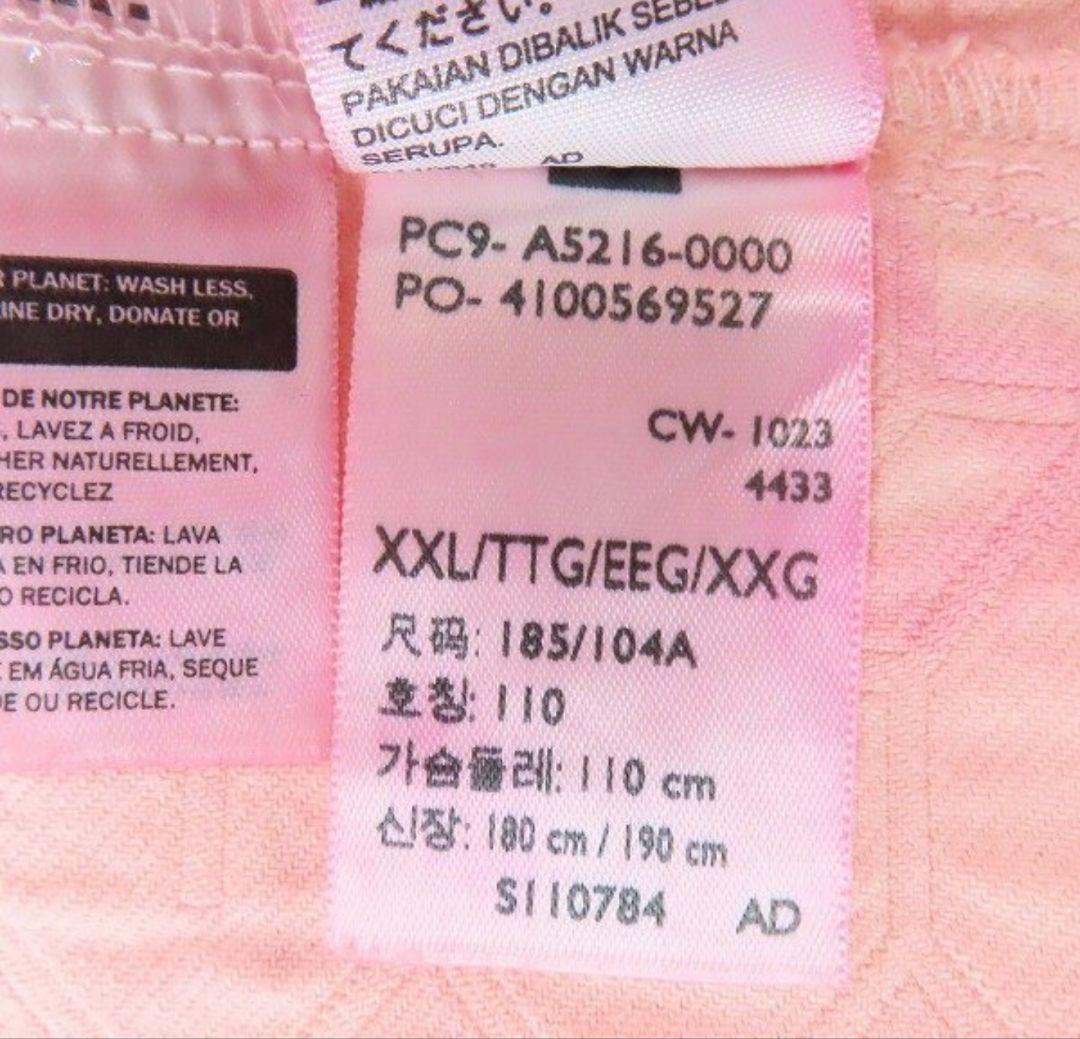 てください。
PAKAIAN DIBALIK
DICUCI DENGAN WARNA
SERUPA.
AD
R PLANET: WASH LESS,
LINE DRY, DONATE OR
DE NOTRE PLANETE:
, LAVEZ A FROID,
HER NATURELLEMENT,
RECYCLEZ
RO PLANETA: LAVA
A EN FRIO, TIENDE LA
O RECICLA.
SSO PLANETA: LAVE
E EM ÁGUA FRIA, SEQUE
DE OU RECICLE.
PC9- A5216-0000
PO- 4100569527
CW- 1023
4433
XXL/TTG/EEG/XXG
尺码: 185/104A
호칭: 110
가슴둘레: 110 cm
신장: 180 cm / 190 cm
S110784 AD